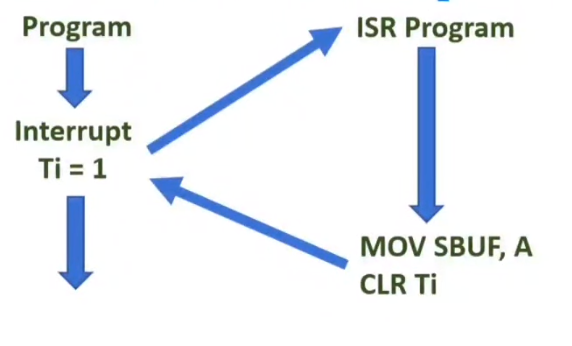 Program
Interrupt
Ti = 1
ISR Program
MOV SBUF, A
CLR Ti